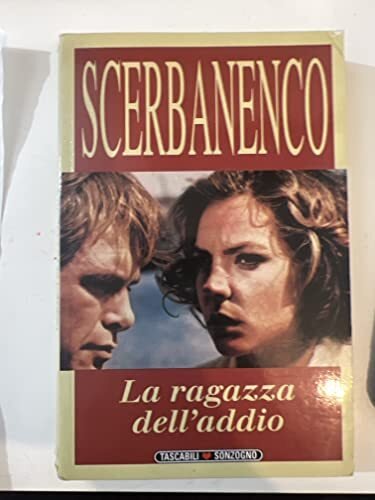 SCERBANENCO
La ragazza
dell'addio
TASCABILI SONZOGNO